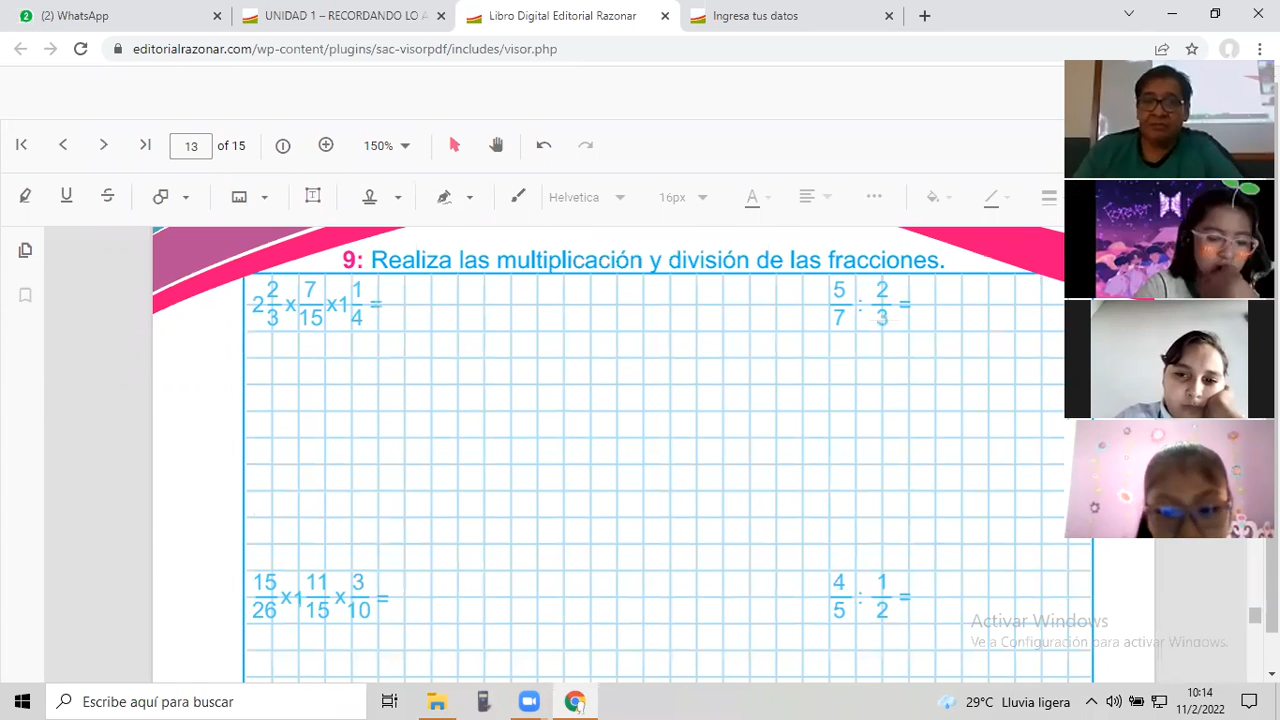 (2) WhatsApp
UNIDAD 1 – RECORDANDO LO A
Libro Digital Editorial Razonar
Ingresa tus datos
editorialrazonar.com/wp-content/plugins/sac-visorpdf/includes/visor.php
13 of 15
150%
Helvetica
16px
9: Realiza las multiplicación y división de las fracciones.
2 2/3 x 7/15 x 1 1/4 =
5/7 : 2/3 =
15/26 x 1 11/15 x 3/10 =
4/5 : 1/2 =
Activar Windows
Ve a Configuración para activar Windows.
Escribe aquí para buscar
29°C Lluvia ligera
10:14
11/2/2022